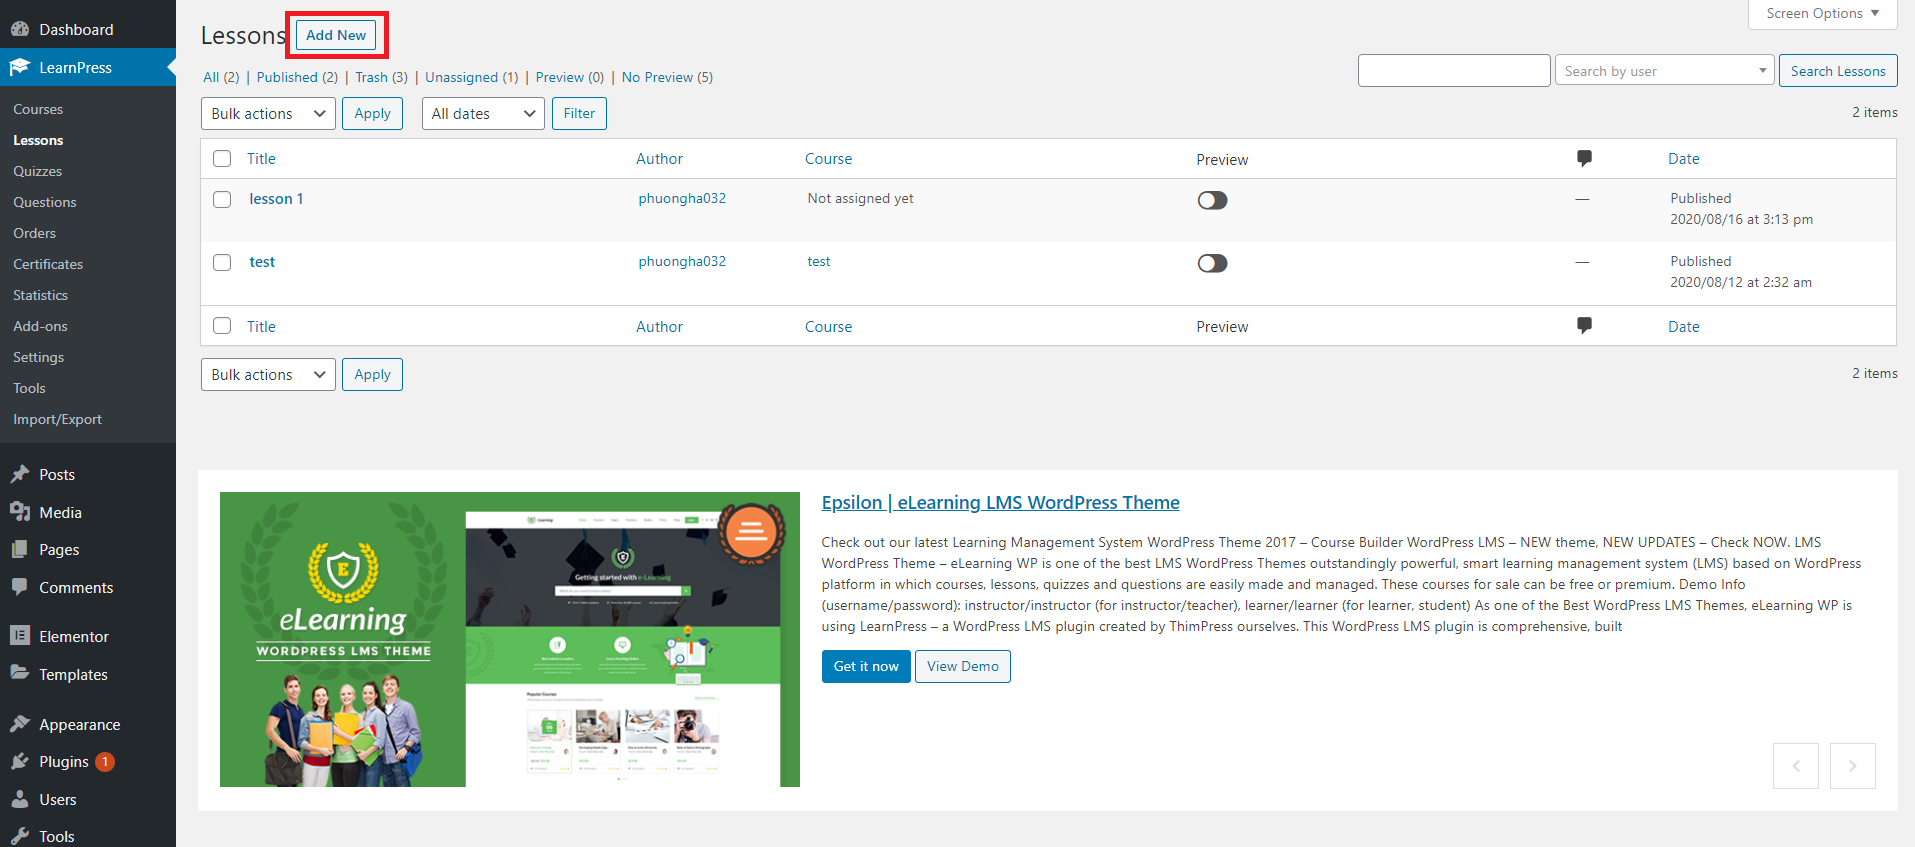 Dashboard
LearnPress
Courses
Lessons
Quizzes
Questions
Orders
Certificates
Statistics
Add-ons
Settings
Tools
Import/Export
Posts
Media
Pages
Comments
Elementor
Templates
Appearance
Plugins 1
Users
Tools
Screen Options
Lessons Add New
All (2) | Published (2) | Trash (3) | Unassigned (1) | Preview (0) | No Preview (5)
Search by user Search Lessons
Bulk actions Apply All dates Filter 2 items
Title Author Course Preview Date
lesson 1 phuongha032 Not assigned yet — Published
2020/08/16 at 3:13 pm
test phuongha032 test — Published
2020/08/12 at 2:32 am
Title Author Course Preview Date
Bulk actions Apply 2 items
E
eLearning
WORDPRESS LMS THEME
Getting started with e-Learning
Popular Courses
Epsilon | eLearning LMS WordPress Theme
Check out our latest Learning Management System WordPress Theme 2017 – Course Builder WordPress LMS – NEW theme, NEW UPDATES – Check NOW. LMS
WordPress Theme – eLearning WP is one of the best LMS WordPress Themes outstandingly powerful, smart learning management system (LMS) based on WordPress
platform in which courses, lessons, quizzes and questions are easily made and managed. These courses for sale can be free or premium. Demo Info
(username/password): instructor/instructor (for instructor/teacher), learner/learner (for learner, student) As one of the Best WordPress LMS Themes, eLearning WP is
using LearnPress – a WordPress LMS plugin created by ThimPress ourselves. This WordPress LMS plugin is comprehensive, built
Get it now View Demo